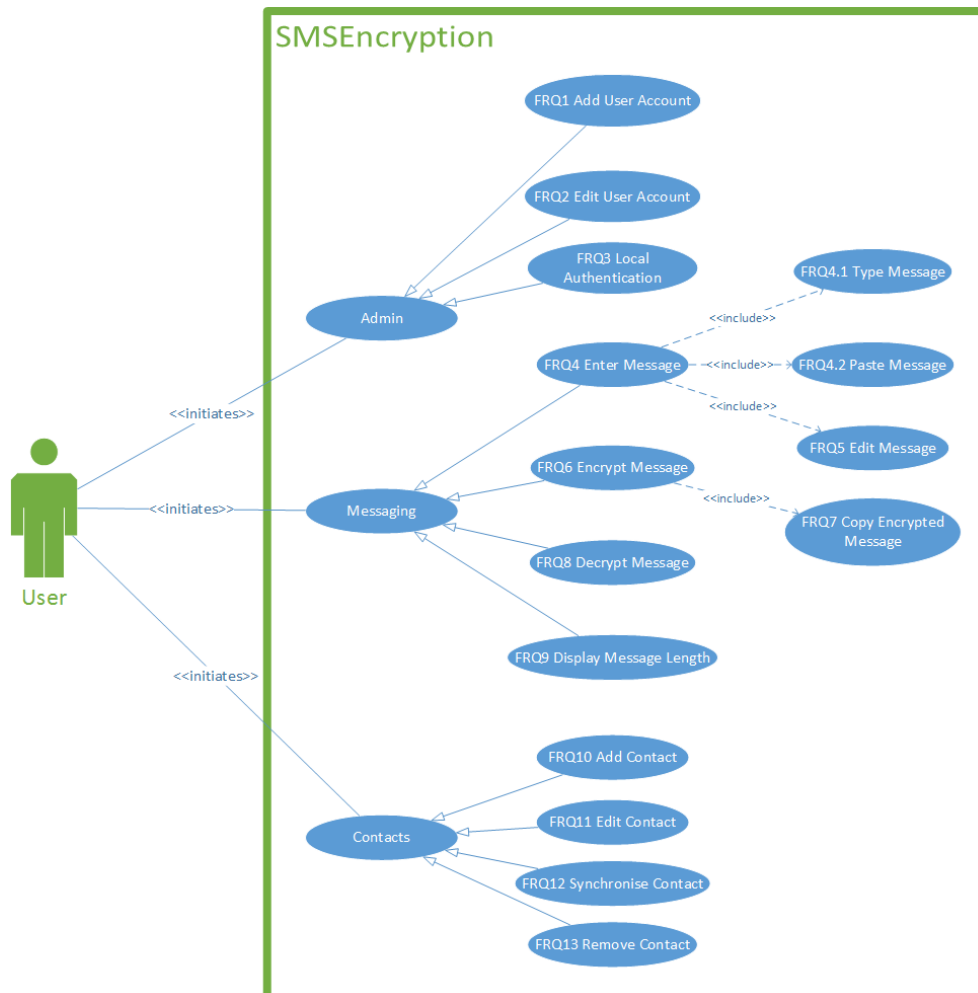 SMSEncryption
FRQ1 Add User Account
FRQ2 Edit User Account
FRQ3 Local
Authentication
FRQ4.1 Type Message
Admin
<<include>>
FRQ4 Enter Message
<<include>>
FRQ4.2 Paste Message
<<initiates>>
<<include>>
FRQ5 Edit Message
FRQ6 Encrypt Message
<<include>>
<<initiates>>
Messaging
FRQ7 Copy Encrypted
Message
FRQ8 Decrypt Message
User
FRQ9 Display Message Length
<<initiates>>
FRQ10 Add Contact
FRQ11 Edit Contact
Contacts
FRQ12 Synchronise Contact
FRQ13 Remove Contact